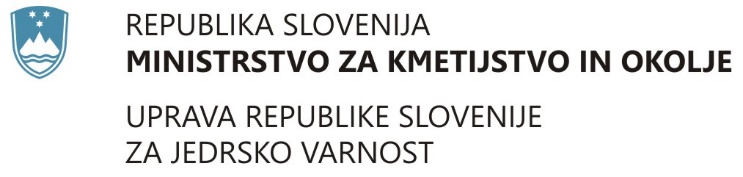 REPUBLIKA SLOVENIJA
MINISTRSTVO ZA KMETIJSTVO IN OKOLJE
UPRAVA REPUBLIKE SLOVENIJE
ZA JEDRSKO VARNOST